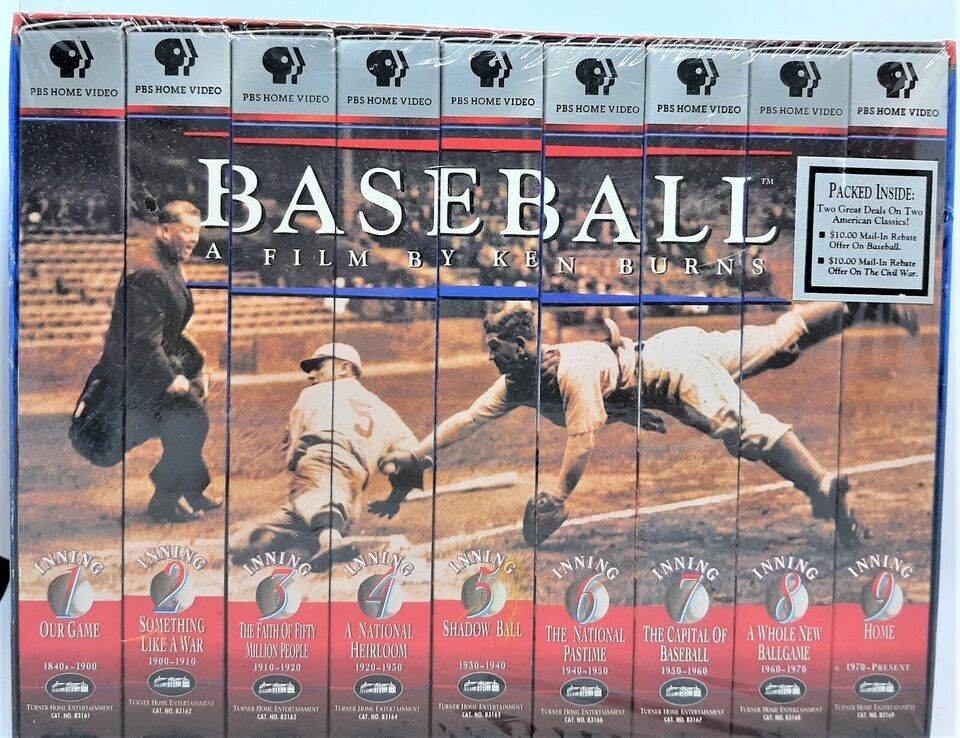 PBS HOME VIDEO PBS HOME VIDEO PBS HOME VIDEO PBS HOME VIDEO PBS HOME VIDEO PBS HOME VIDEO PBS HOME VIDEO PBS HOME VIDEO PBS HOME VIDEO
BASEBALL™
A FILM BY KEN BURNS
PACKED INSIDE:
Two Great Deals On Two
American Classics!
■ $10.00 Mail-In Rebate
Offer On Baseball.
■ $10.00 Mail-In Rebate
Offer On The Civil War.
5
INNING
1
OUR GAME
1840s-1900
TURNER HOME ENTERTAINMENT
CAT. NO. B3161
INNING
2
SOMETHING
LIKE A WAR
1900-1910
TURNER HOME ENTERTAINMENT
CAT. NO. B3162
INNING
3
THE FAITH OF FIFTY
MILLION PEOPLE
1910-1920
TURNER HOME ENTERTAINMENT
CAT. NO. B3163
INNING
4
A NATIONAL
HEIRLOOM
1920-1930
TURNER HOME ENTERTAINMENT
CAT. NO. B3164
INNING
5
SHADOW BALL
1930-1940
TURNER HOME ENTERTAINMENT
CAT. NO. B3165
INNING
6
THE NATIONAL
PASTIME
1940-1950
TURNER HOME ENTERTAINMENT
CAT. NO. B3166
INNING
7
THE CAPITAL OF
BASEBALL
1950-1960
TURNER HOME ENTERTAINMENT
CAT. NO. B3167
INNING
8
A WHOLE NEW
BALLGAME
1960-1970
TURNER HOME ENTERTAINMENT
CAT. NO. B3168
INNING
9
HOME
1970-PRESENT
TURNER HOME ENTERTAINMENT
CAT. NO. B3169